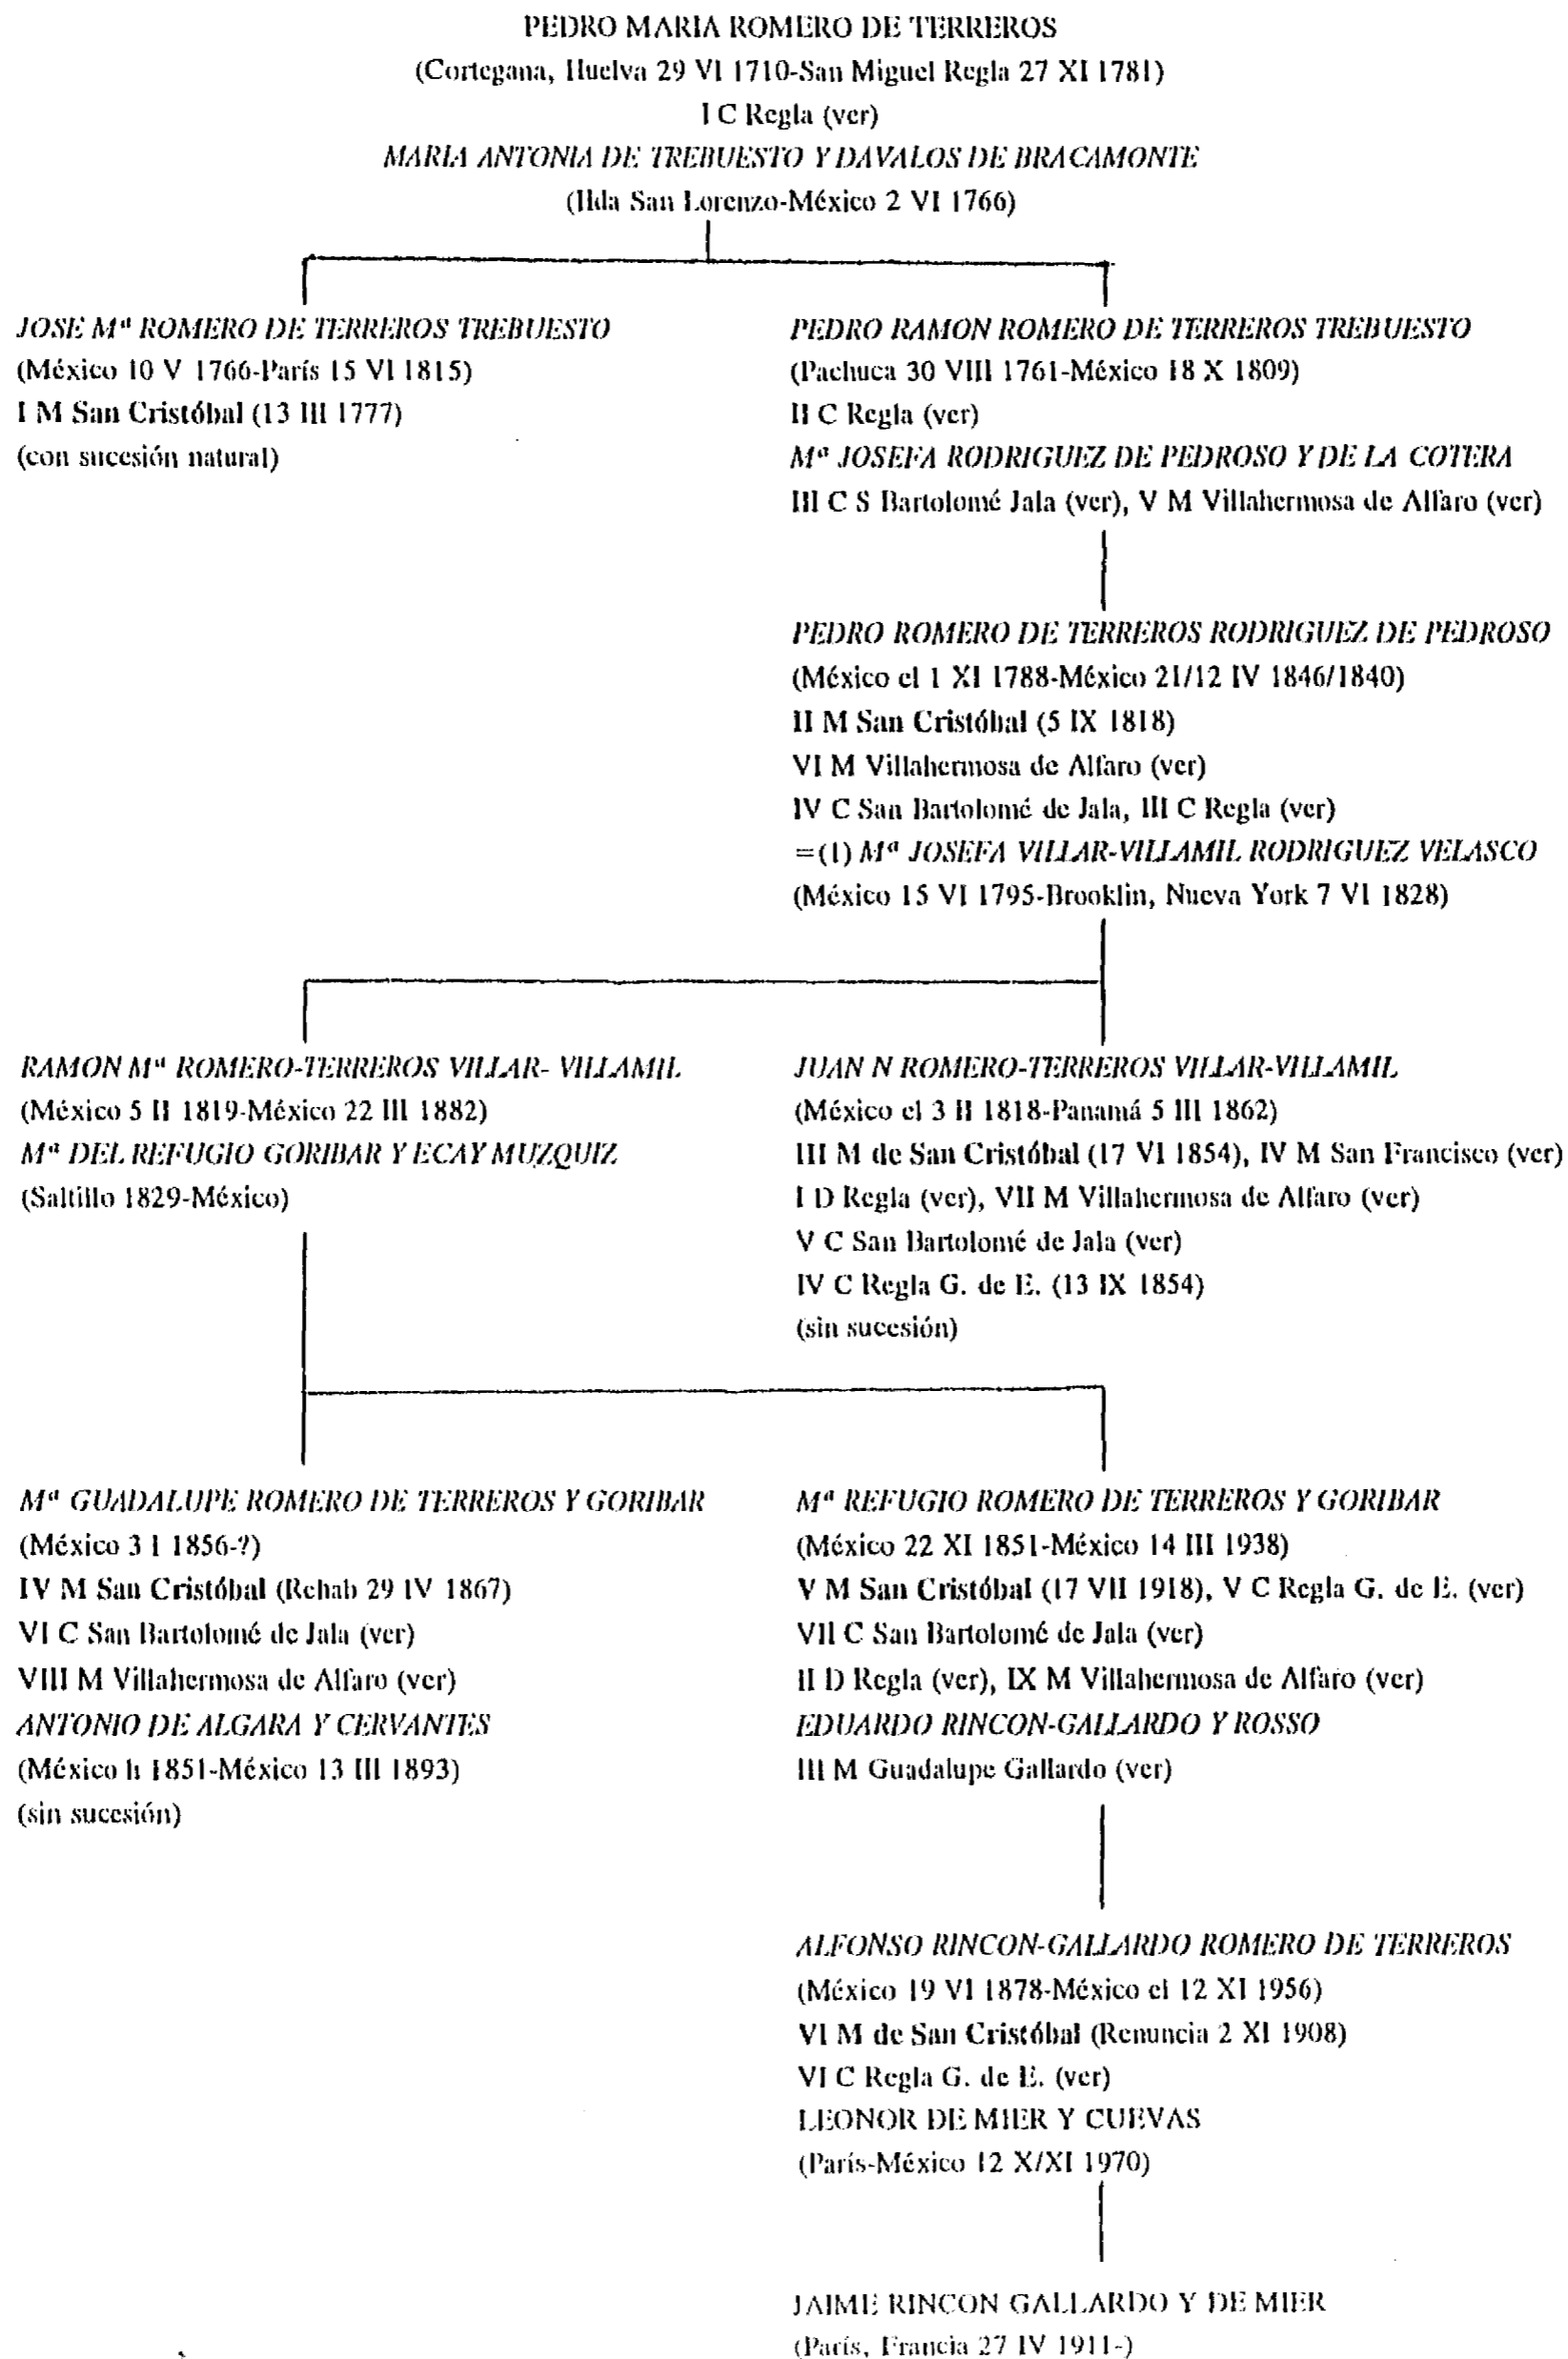 PEDRO MARIA ROMERO DE TERREROS
(Cortegana, Huelva 29 VI 1710-San Miguel Regla 27 XI 1781)
I C Regla (ver)
MARIA ANTONIA DE TREBUESTO Y DAVALOS DE BRACAMONTE
(Hda San Lorenzo-México 2 VI 1766)
JOSE Mª ROMERO DE TERREROS TREBUESTO
(México 10 V 1766-París 15 VI 1815)
I M San Cristóbal (13 III 1777)
(con sucesión natural)
PEDRO RAMON ROMERO DE TERREROS TREBUESTO
(Pachuca 30 VIII 1761-México 18 X 1809)
II C Regla (ver)
Mª JOSEFA RODRIGUEZ DE PEDROSO Y DE LA COTERA
III C S Bartolomé Jala (ver), V M Villahermosa de Alfaro (ver)
PEDRO ROMERO DE TERREROS RODRIGUEZ DE PEDROSO
(México el 1 XI 1788-México 21/12 IV 1846/1840)
II M San Cristóbal (5 IX 1818)
VI M Villahermosa de Alfaro (ver)
IV C San Bartolomé de Jala, III C Regla (ver)
=(1) Mª JOSEFA VILLAR-VILLAMIL RODRIGUEZ VELASCO
(México 15 VI 1795-Brooklin, Nueva York 7 VI 1828)
RAMON Mª ROMERO-TERREROS VILLAR- VILLAMIL
(México 5 II 1819-México 22 III 1882)
Mª DEL REFUGIO GORIBAR Y ECAY MUZQUIZ
(Saltillo 1829-México)
JUAN N ROMERO-TERREROS VILLAR-VILLAMIL
(México el 3 II 1818-Panamá 5 III 1862)
III M de San Cristóbal (17 VI 1854), IV M San Francisco (ver)
I D Regla (ver), VII M Villahermosa de Alfaro (ver)
V C San Bartolomé de Jala (ver)
IV C Regla G. de E. (13 IX 1854)
(sin sucesión)
Mª GUADALUPE ROMERO DE TERREROS Y GORIBAR
(México 3 I 1856-?)
IV M San Cristóbal (Rehab 29 IV 1867)
VI C San Bartolomé de Jala (ver)
VIII M Villahermosa de Alfaro (ver)
ANTONIO DE ALGARA Y CERVANTES
(México h 1851-México 13 III 1893)
(sin sucesión)
Mª REFUGIO ROMERO DE TERREROS Y GORIBAR
(México 22 XI 1851-México 14 III 1938)
V M San Cristóbal (17 VII 1918), V C Regla G. de E. (ver)
VII C San Bartolomé de Jala (ver)
II D Regla (ver), IX M Villahermosa de Alfaro (ver)
EDUARDO RINCON-GALLARDO Y ROSSO
III M Guadalupe Gallardo (ver)
ALFONSO RINCON-GALLARDO ROMERO DE TERREROS
(México 19 VI 1878-México el 12 XI 1956)
VI M de San Cristóbal (Renuncia 2 XI 1908)
VI C Regla G. de E. (ver)
LEONOR DE MIER Y CUEVAS
(París-México 12 X/XI 1970)
JAIME RINCON GALLARDO Y DE MIER
(París, Francia 27 IV 1911-)